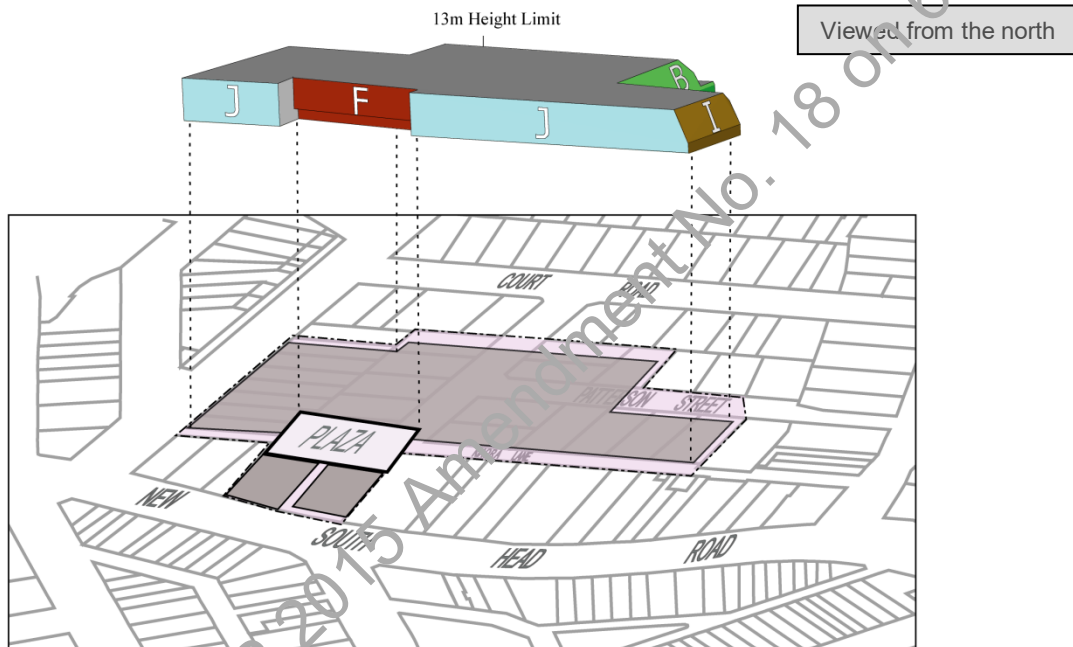 13m Height Limit
Viewed from the north
B
J
F
J
I
COURT ROAD
PATTERSON STREET
PLAZA
LANE
NEW SOUTH HEAD ROAD
2015 Amendment No. 18 on